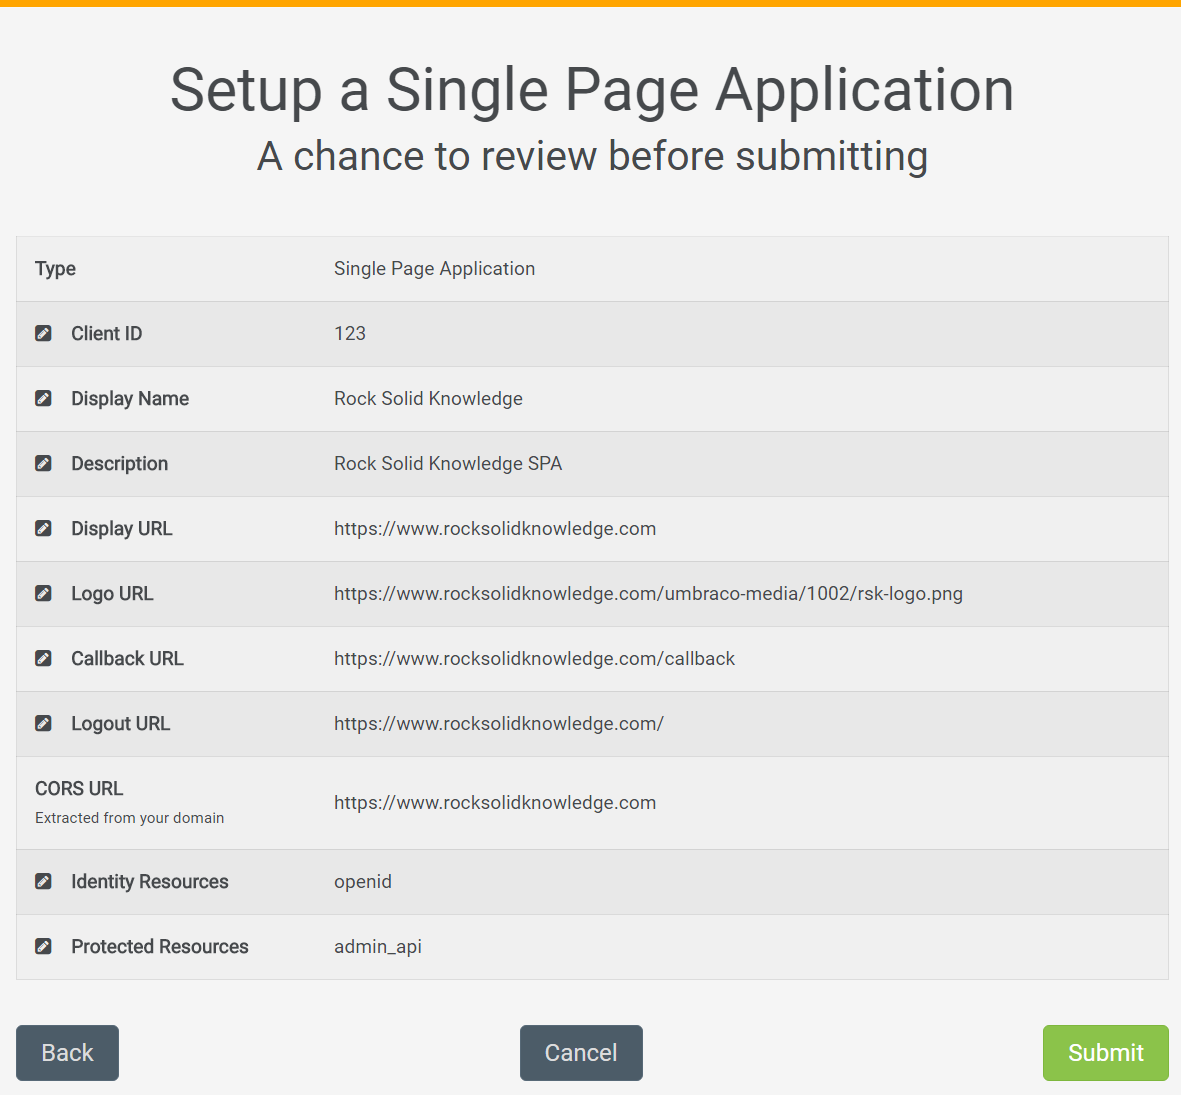 Setup a Single Page Application
A chance to review before submitting
Type Single Page Application
Client ID 123
Display Name Rock Solid Knowledge
Description Rock Solid Knowledge SPA
Display URL https://www.rocksolidknowledge.com
Logo URL https://www.rocksolidknowledge.com/umbraco-media/1002/rsk-logo.png
Callback URL https://www.rocksolidknowledge.com/callback
Logout URL https://www.rocksolidknowledge.com/
CORS URL https://www.rocksolidknowledge.com
Extracted from your domain
Identity Resources openid
Protected Resources admin_api
Back Cancel Submit